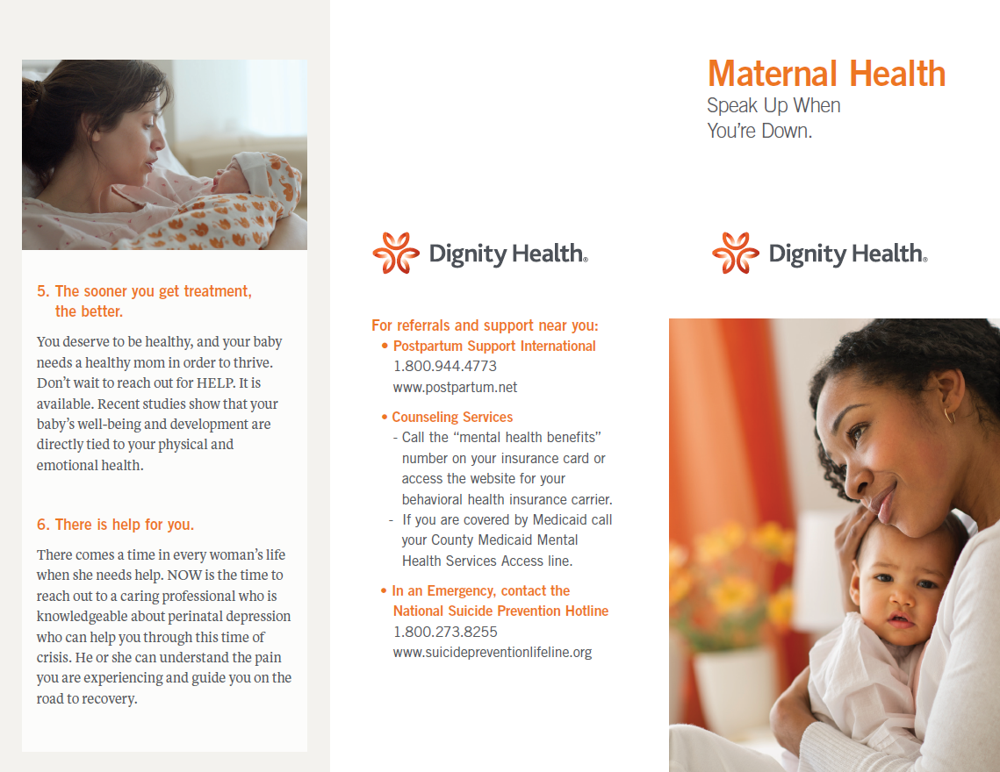 5. The sooner you get treatment,
the better.
You deserve to be healthy, and your baby
needs a healthy mom in order to thrive.
Don't wait to reach out for HELP. It is
available. Recent studies show that your
baby's well-being and development are
directly tied to your physical and
emotional health.
6. There is help for you.
There comes a time in every woman's life
when she needs help. NOW is the time to
reach out to a caring professional who is
knowledgeable about perinatal depression
who can help you through this time of
crisis. He or she can understand the pain
you are experiencing and guide you on the
road to recovery.
Dignity Health®
For referrals and support near you:
• Postpartum Support International
1.800.944.4773
www.postpartum.net
• Counseling Services
- Call the “mental health benefits”
number on your insurance card or
access the website for your
behavioral health insurance carrier.
- If you are covered by Medicaid call
your County Medicaid Mental
Health Services Access line.
• In an Emergency, contact the
National Suicide Prevention Hotline
1.800.273.8255
www.suicidepreventionlifeline.org
Maternal Health
Speak Up When
You're Down.
Dignity Health®